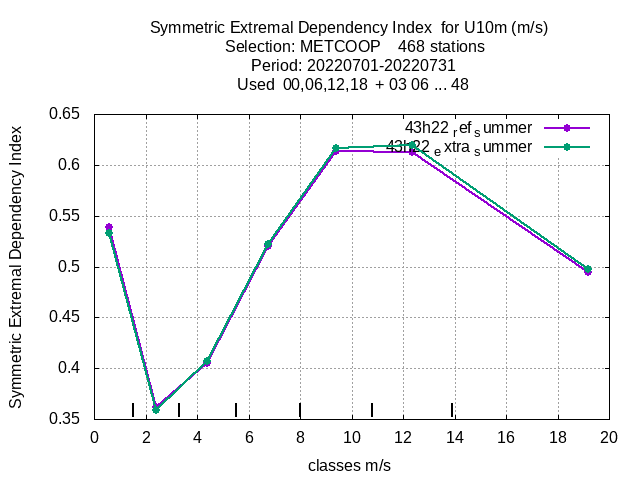 Symmetric Extremal Dependency Index  for U10m (m/s)
Selection: METCOOP    468 stations
Period: 20220701-20220731
Used  00,06,12,18  + 03 06 ... 48
43h22 ref summer
43h22 extra summer
Symmetric Extremal Dependency Index
0.65
0.6
0.55
0.5
0.45
0.4
0.35
0 2 4 6 8 10 12 14 16 18 20
classes m/s